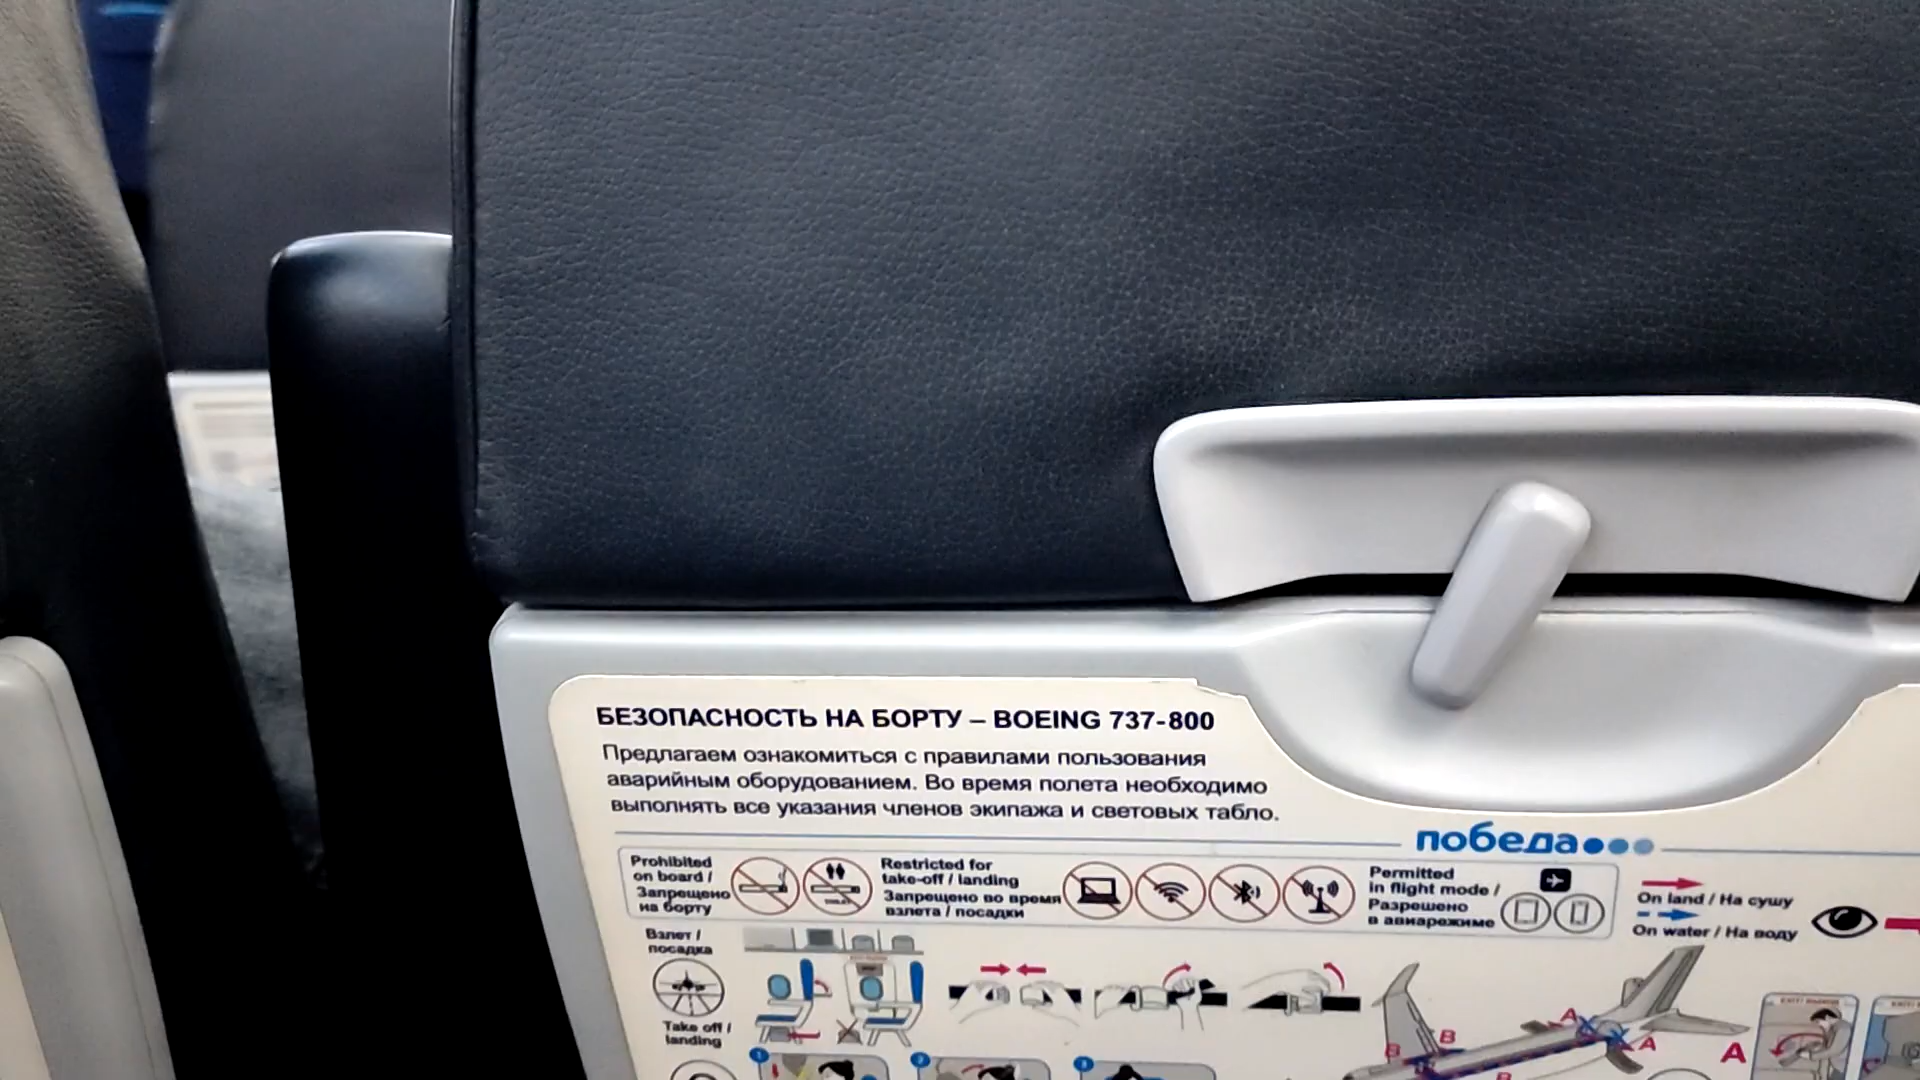 БЕЗОПАСНОСТЬ НА БОРТУ – BOEING 737-800
Предлагаем ознакомиться с правилами пользования
аварийным оборудованием. Во время полета необходимо
выполнять все указания членов экипажа и световых табло.
победа
Prohibited
on board /
Запрещено
на борту
Restricted for
take-off / landing
Запрещено во время
взлета / посадки
Permitted
in flight mode /
Разрешено
в авиарежиме
On land / На сушу
On water / На воду
Взлет /
посадка
Take off /
landing
1
2
3
A
A
A
B
B
B